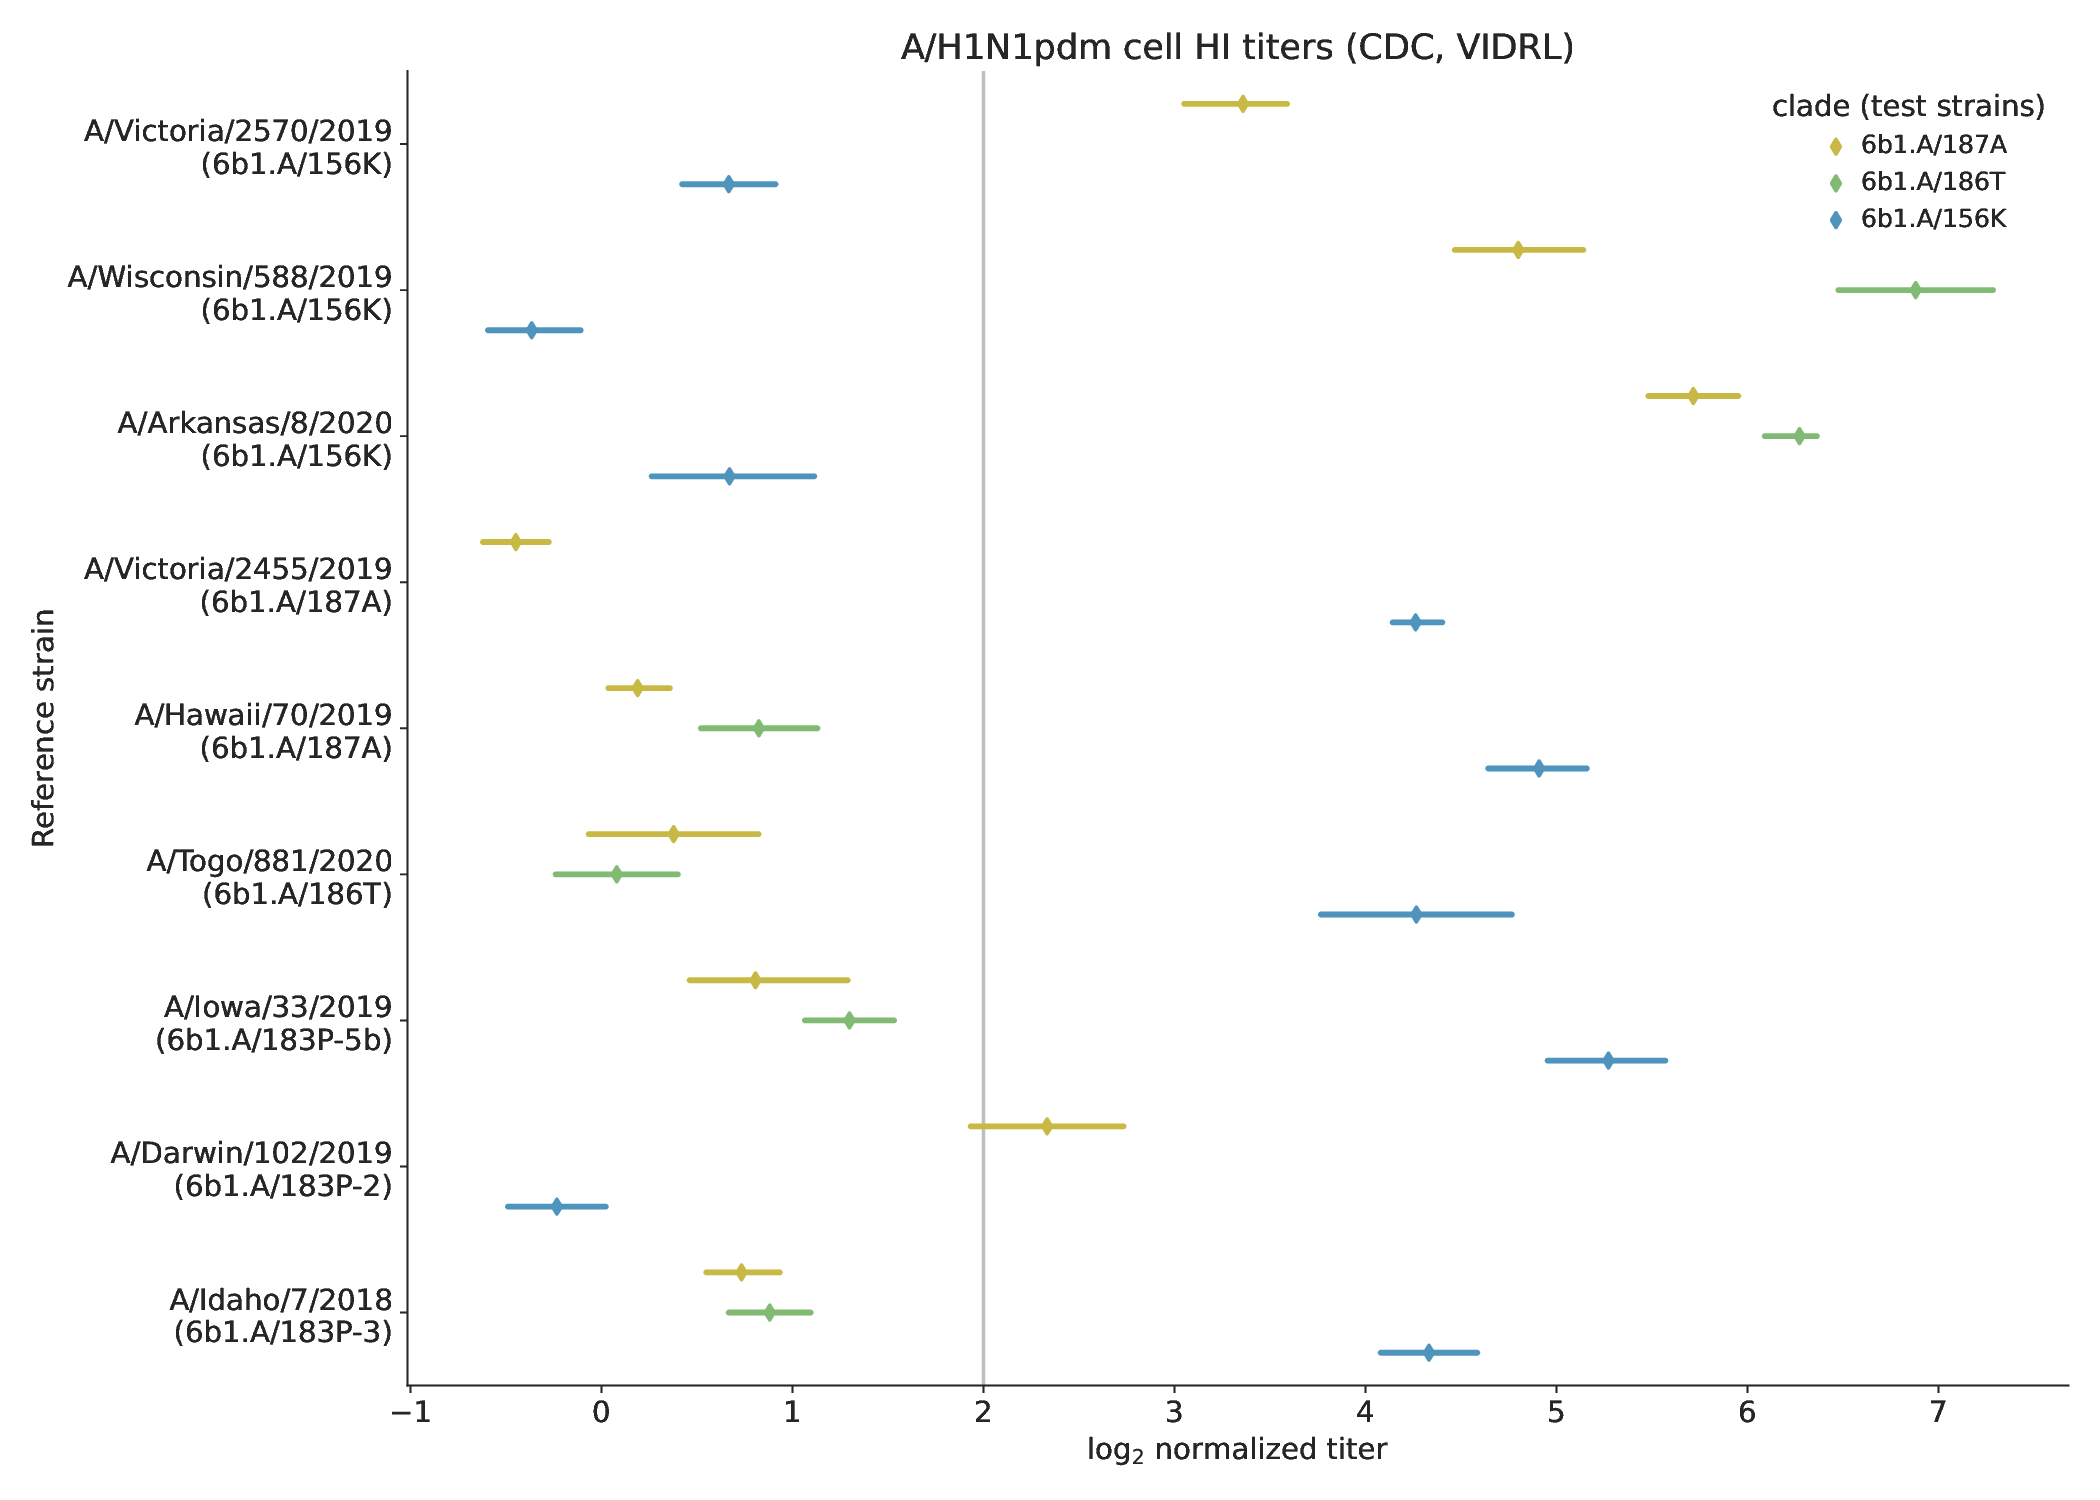 A/H1N1pdm cell HI titers (CDC, VIDRL)
clade (test strains)
6b1.A/187A
6b1.A/186T
6b1.A/156K
Reference strain
A/Victoria/2570/2019
(6b1.A/156K)
A/Wisconsin/588/2019
(6b1.A/156K)
A/Arkansas/8/2020
(6b1.A/156K)
A/Victoria/2455/2019
(6b1.A/187A)
A/Hawaii/70/2019
(6b1.A/187A)
A/Togo/881/2020
(6b1.A/186T)
A/Iowa/33/2019
(6b1.A/183P-5b)
A/Darwin/102/2019
(6b1.A/183P-2)
A/Idaho/7/2018
(6b1.A/183P-3)
−1 0 1 2 3 4 5 6 7
log₂ normalized titer